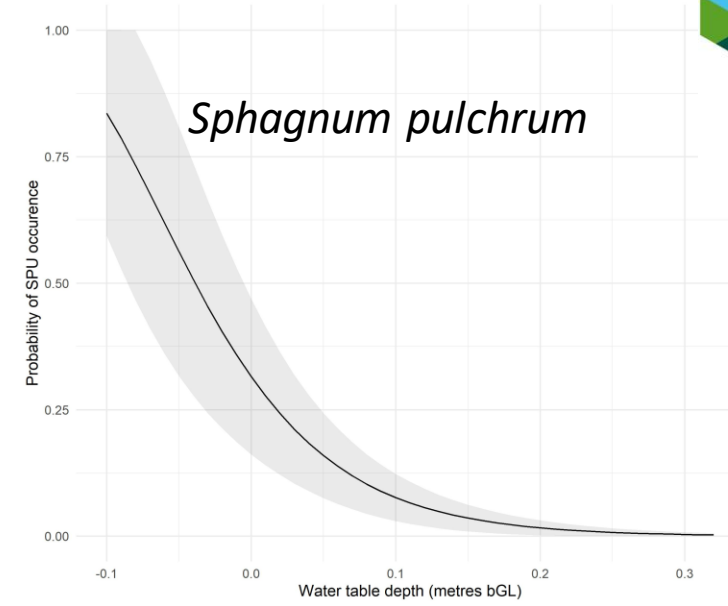 1.00
Sphagnum pulchrum
0.75
Probability of SPU occurence
0.50
0.25
0.00
-0.1 0.0 0.1 0.2 0.3
Water table depth (metres bGL)